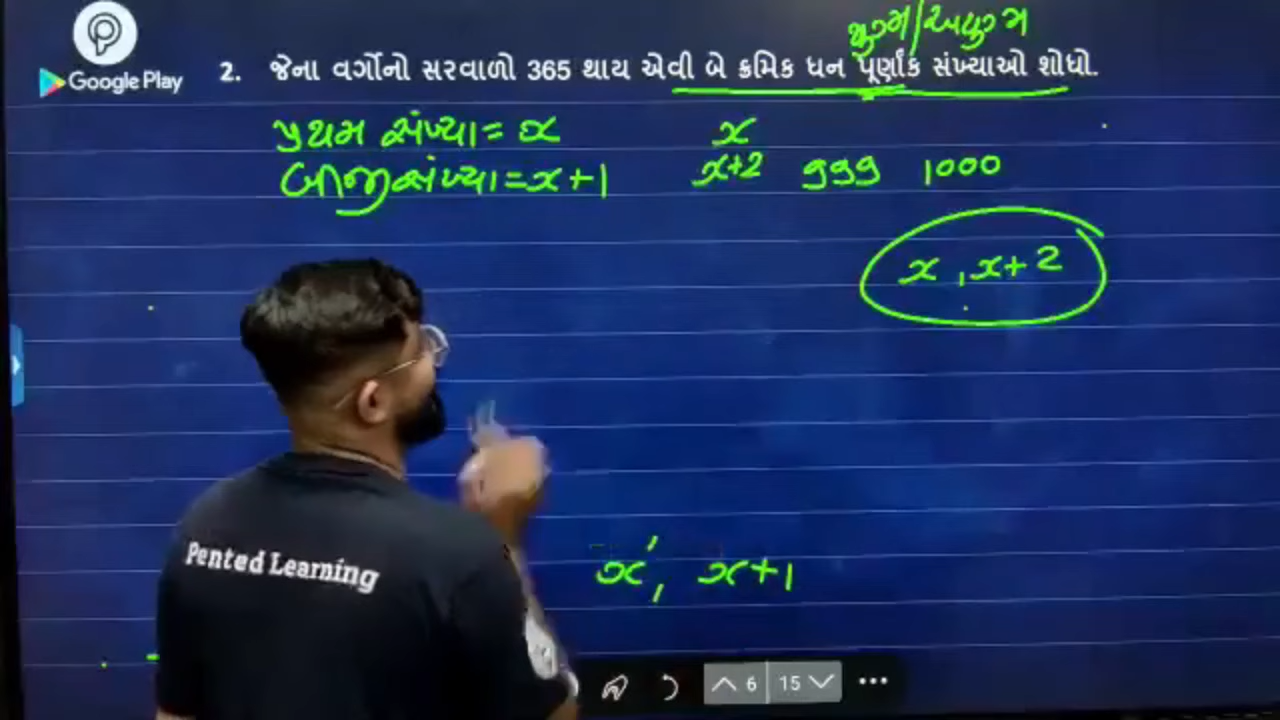 યુગ્મ/અયુગ્મ
Google Play
2. જેના વર્ગોનો સરવાળો 365 થાય એવી બે ક્રમિક ધન પૂર્ણાંક સંખ્યાઓ શોધો.
પ્રથમ સંખ્યા = x
x
બીજી સંખ્યા = x + 1
x+2 999 1000
x , x + 2
Pented Learning
x , x + 1
6 15